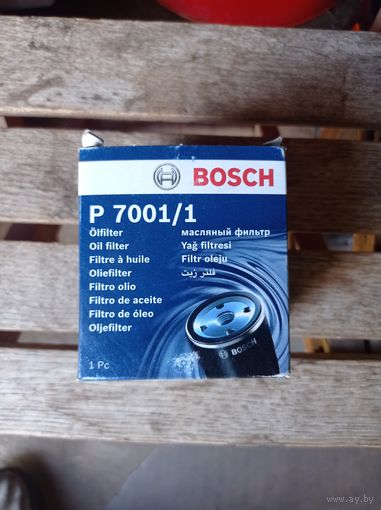 BOSCH
P 7001/1
Ölfilter
Oil filter
Filtre à huile
Oliefilter
Filtro olio
Filtro de aceite
Filtro de óleo
Oljefilter
масляный фильтр
Yağ filtresi
Filtr oleju
فلتر زيت
BOSCH
1 Pc
www.ay.by